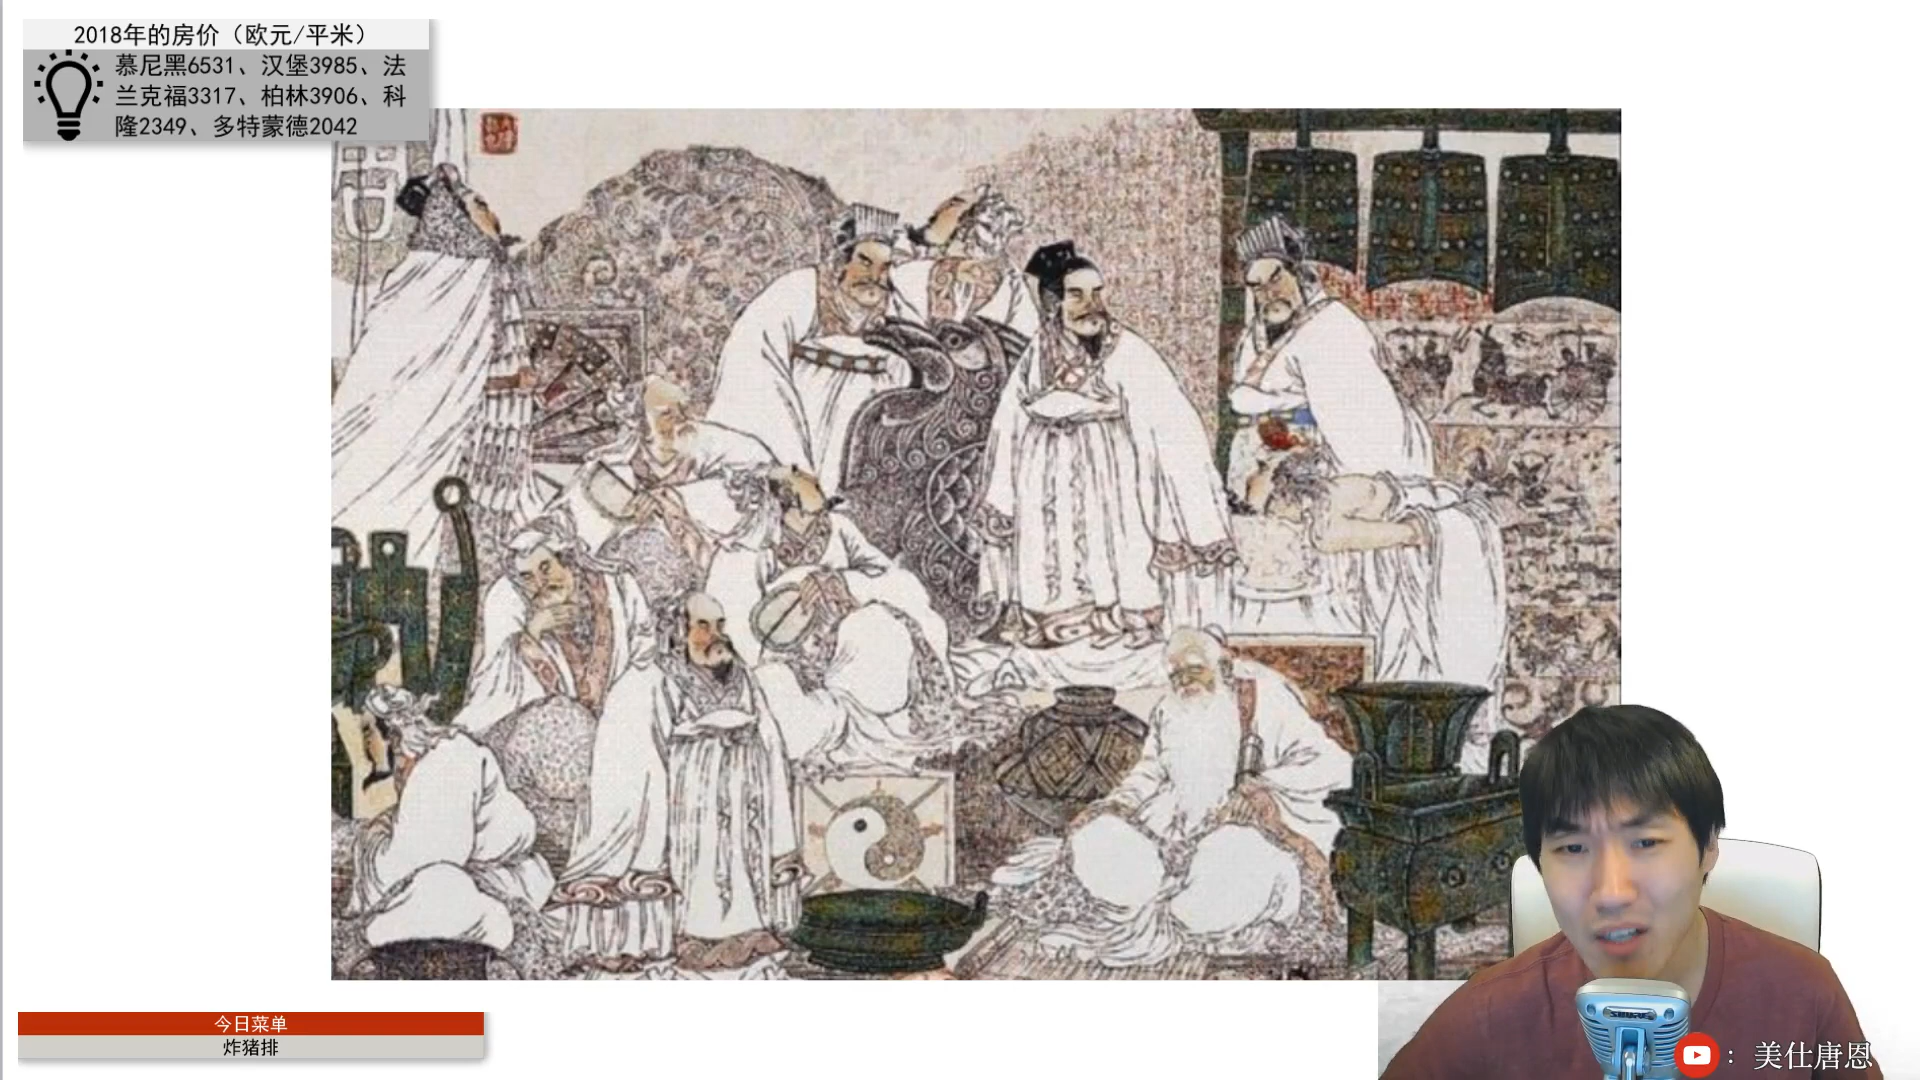 2018年的房价（欧元/平米）
慕尼黑6531、汉堡3985、法
兰克福3317、柏林3906、科
隆2349、多特蒙德2042
今日菜单
炸猪排
SHURE
：美仕唐恩